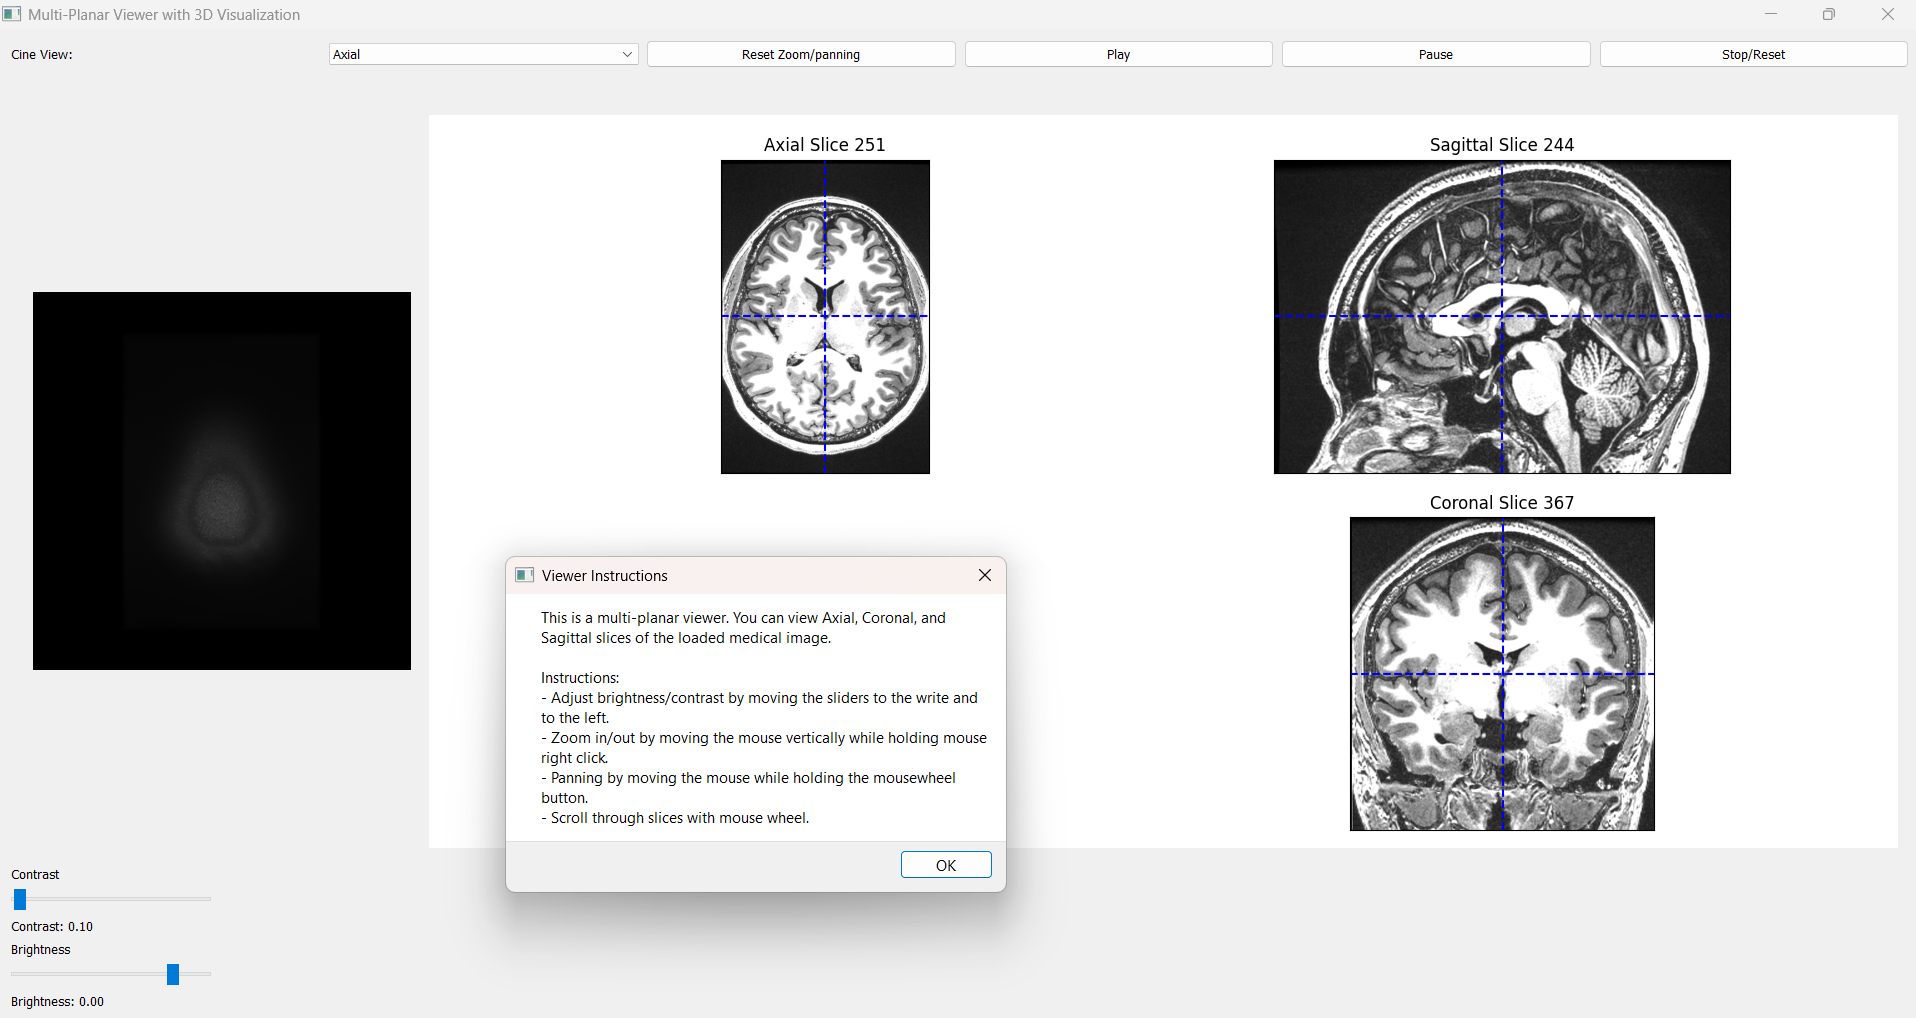 Multi-Planar Viewer with 3D Visualization
Cine View:
Axial
Reset Zoom/panning
Play
Pause
Stop/Reset
Axial Slice 251
Sagittal Slice 244
Coronal Slice 367
Viewer Instructions
This is a multi-planar viewer. You can view Axial, Coronal, and
Sagittal slices of the loaded medical image.
Instructions:
- Adjust brightness/contrast by moving the sliders to the write and
to the left.
- Zoom in/out by moving the mouse vertically while holding mouse
right click.
- Panning by moving the mouse while holding the mousewheel
button.
- Scroll through slices with mouse wheel.
OK
Contrast
Contrast: 0.10
Brightness
Brightness: 0.00